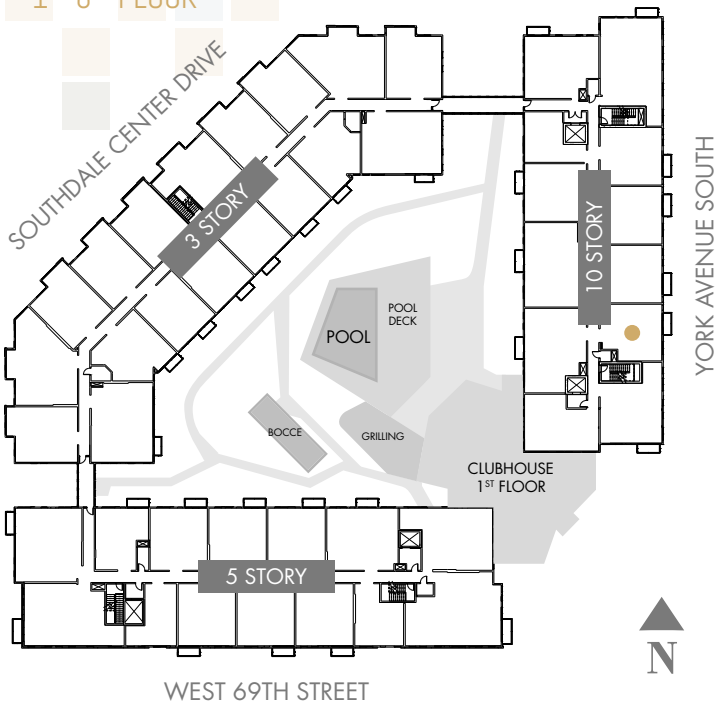 FLOOR
SOUTHDALE CENTER DRIVE
3 STORY
10 STORY
YORK AVENUE SOUTH
POOL
DECK
POOL
BOCCE
GRILLING
CLUBHOUSE
1ST FLOOR
5 STORY
N
WEST 69TH STREET